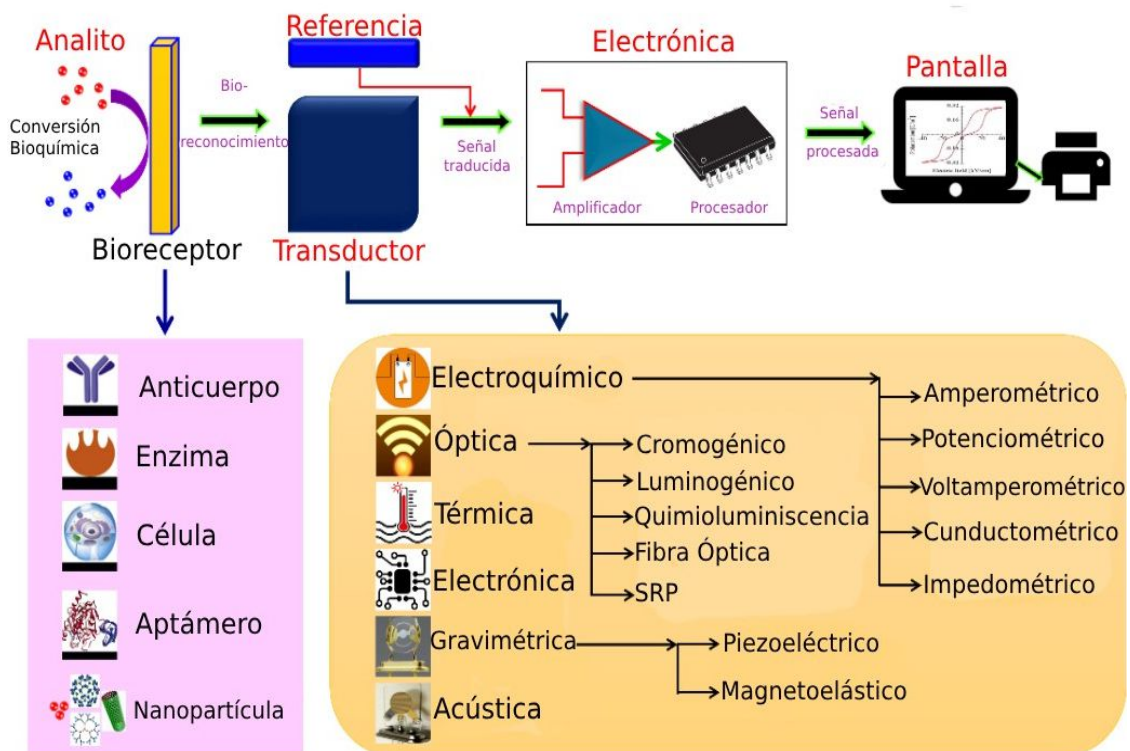 Analito
Conversión
Bioquímica
Bioreceptor
Bio-
reconocimiento
Referencia
Transductor
Señal
traducida
Electrónica
Amplificador
Procesador
Señal
procesada
Pantalla
Anticuerpo
Enzima
Célula
Aptámero
Nanopartícula
Electroquímico
Amperométrico
Potenciométrico
Voltamperométrico
Cunductométrico
Impedométrico
Óptica
Cromogénico
Luminogénico
Quimioluminiscencia
Fibra Óptica
SRP
Térmica
Electrónica
Gravimétrica
Piezoeléctrico
Magnetoelástico
Acústica